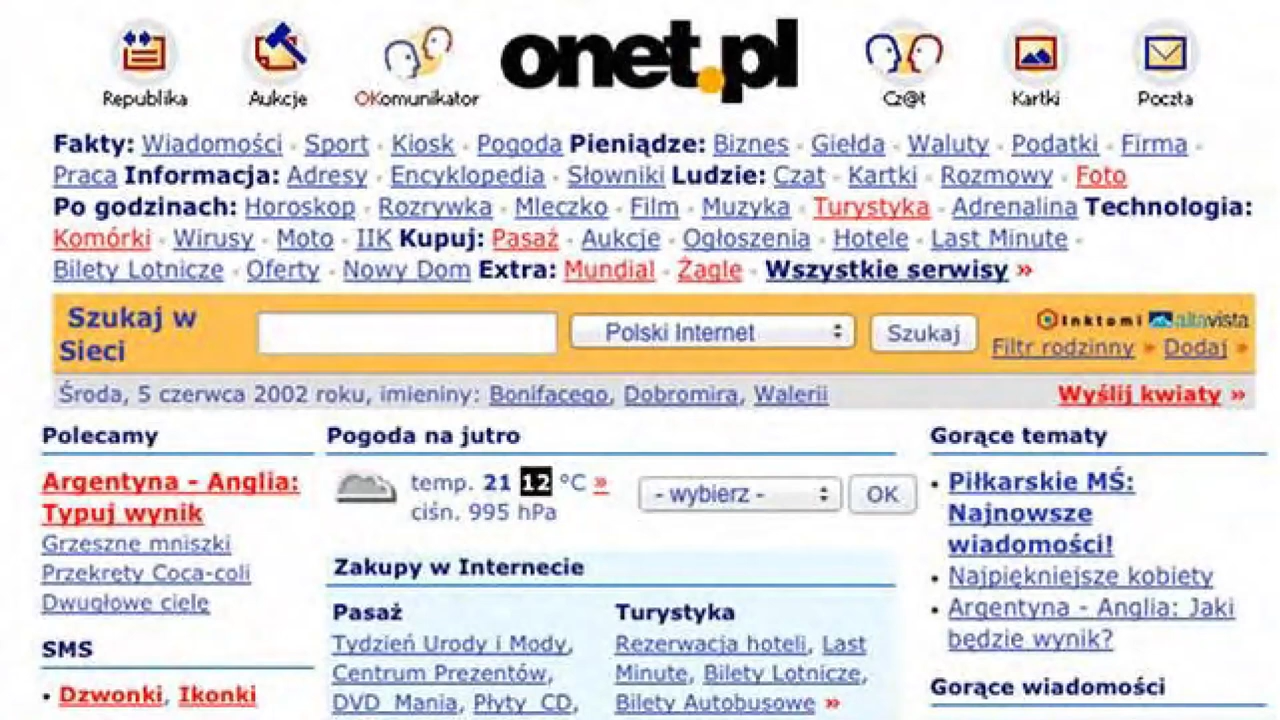 onet.pl
Republika Aukcje OKomunikator Cz@t Kartki Poczta
Fakty: Wiadomości - Sport - Kiosk - Pogoda Pieniądze: Biznes - Giełda - Waluty - Podatki - Firma -
Praca Informacja: Adresy - Encyklopedia - Słowniki Ludzie: Czat - Kartki - Rozmowy - Foto
Po godzinach: Horoskop - Rozrywka - Mleczko - Film - Muzyka - Turystyka - Adrenalina Technologia:
Komórki - Wirusy - Moto - IIK Kupuj: Pasaż - Aukcje - Ogłoszenia - Hotele - Last Minute -
Bilety Lotnicze - Oferty - Nowy Dom Extra: Mundial - Żagle - Wszystkie serwisy »
Szukaj w
Sieci
Polski Internet
Szukaj
Inktomi altavista
Filtr rodzinny » Dodaj »
Środa, 5 czerwca 2002 roku, imieniny: Bonifacego, Dobromira, Walerii
Wyślij kwiaty »
Polecamy
Argentyna - Anglia:
Typuj wynik
Grzeszne mniszki
Przekręty Coca-coli
Dwugłowe cielę
SMS
• Dzwonki, Ikonki
Pogoda na jutro
temp. 21 12 °C »
ciśn. 995 hPa
- wybierz -
OK
Zakupy w Internecie
Pasaż
Tydzień Urody i Mody,
Centrum Prezentów,
DVD Mania, Płyty CD,
Turystyka
Rezerwacja hoteli, Last
Minute, Bilety Lotnicze,
Bilety Autobusowe »
Gorące tematy
• Piłkarskie MŚ:
Najnowsze
wiadomości!
• Najpiękniejsze kobiety
• Argentyna - Anglia: Jaki
będzie wynik?
Gorące wiadomości